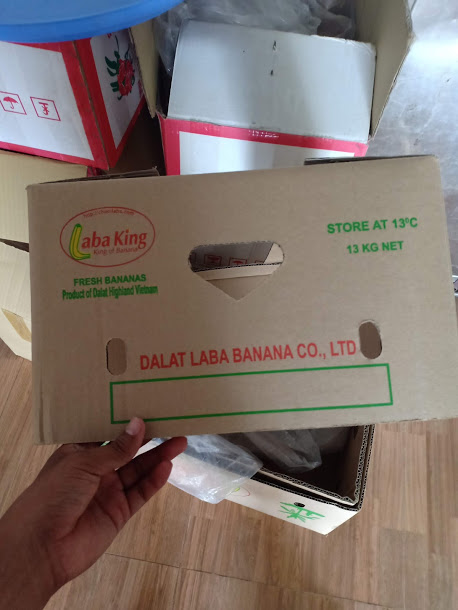 Laba King
King of Banana
FRESH BANANAS
Product of Dalat Highland Vietnam
STORE AT 13°C
13 KG NET
DALAT LABA BANANA CO., LTD